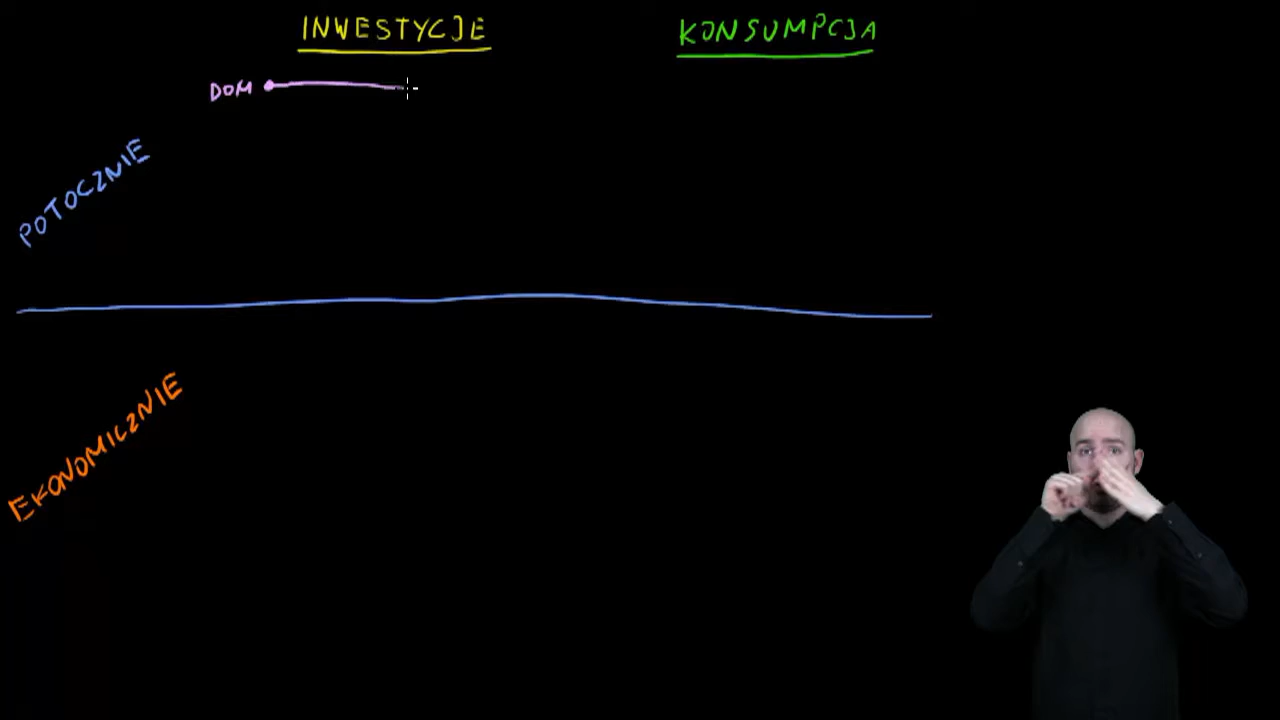 INWESTYCJE
KONSUMPCJA
DOM
POTOCZNIE
EKONOMICZNIE